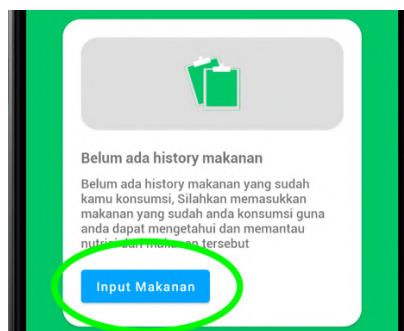 Belum ada history makanan
Belum ada history makanan yang sudah
kamu konsumsi, Silahkan memasukkan
makanan yang sudah anda konsumsi guna
anda dapat mengetahui dan memantau
nutrisi dari makanan tersebut
Input Makanan